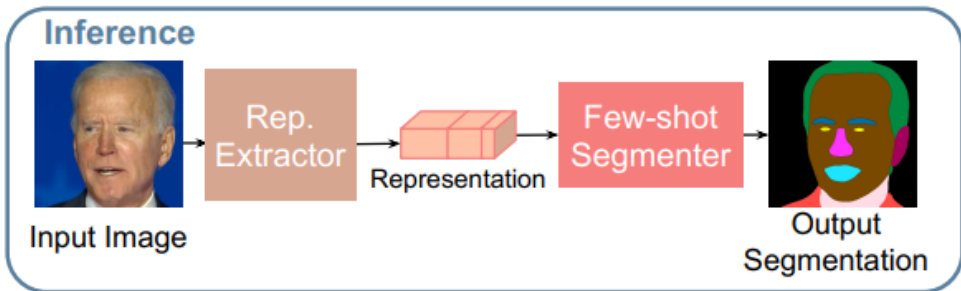 Inference
Rep.
Extractor
Few-shot
Segmenter
Representation
Input Image
Output
Segmentation